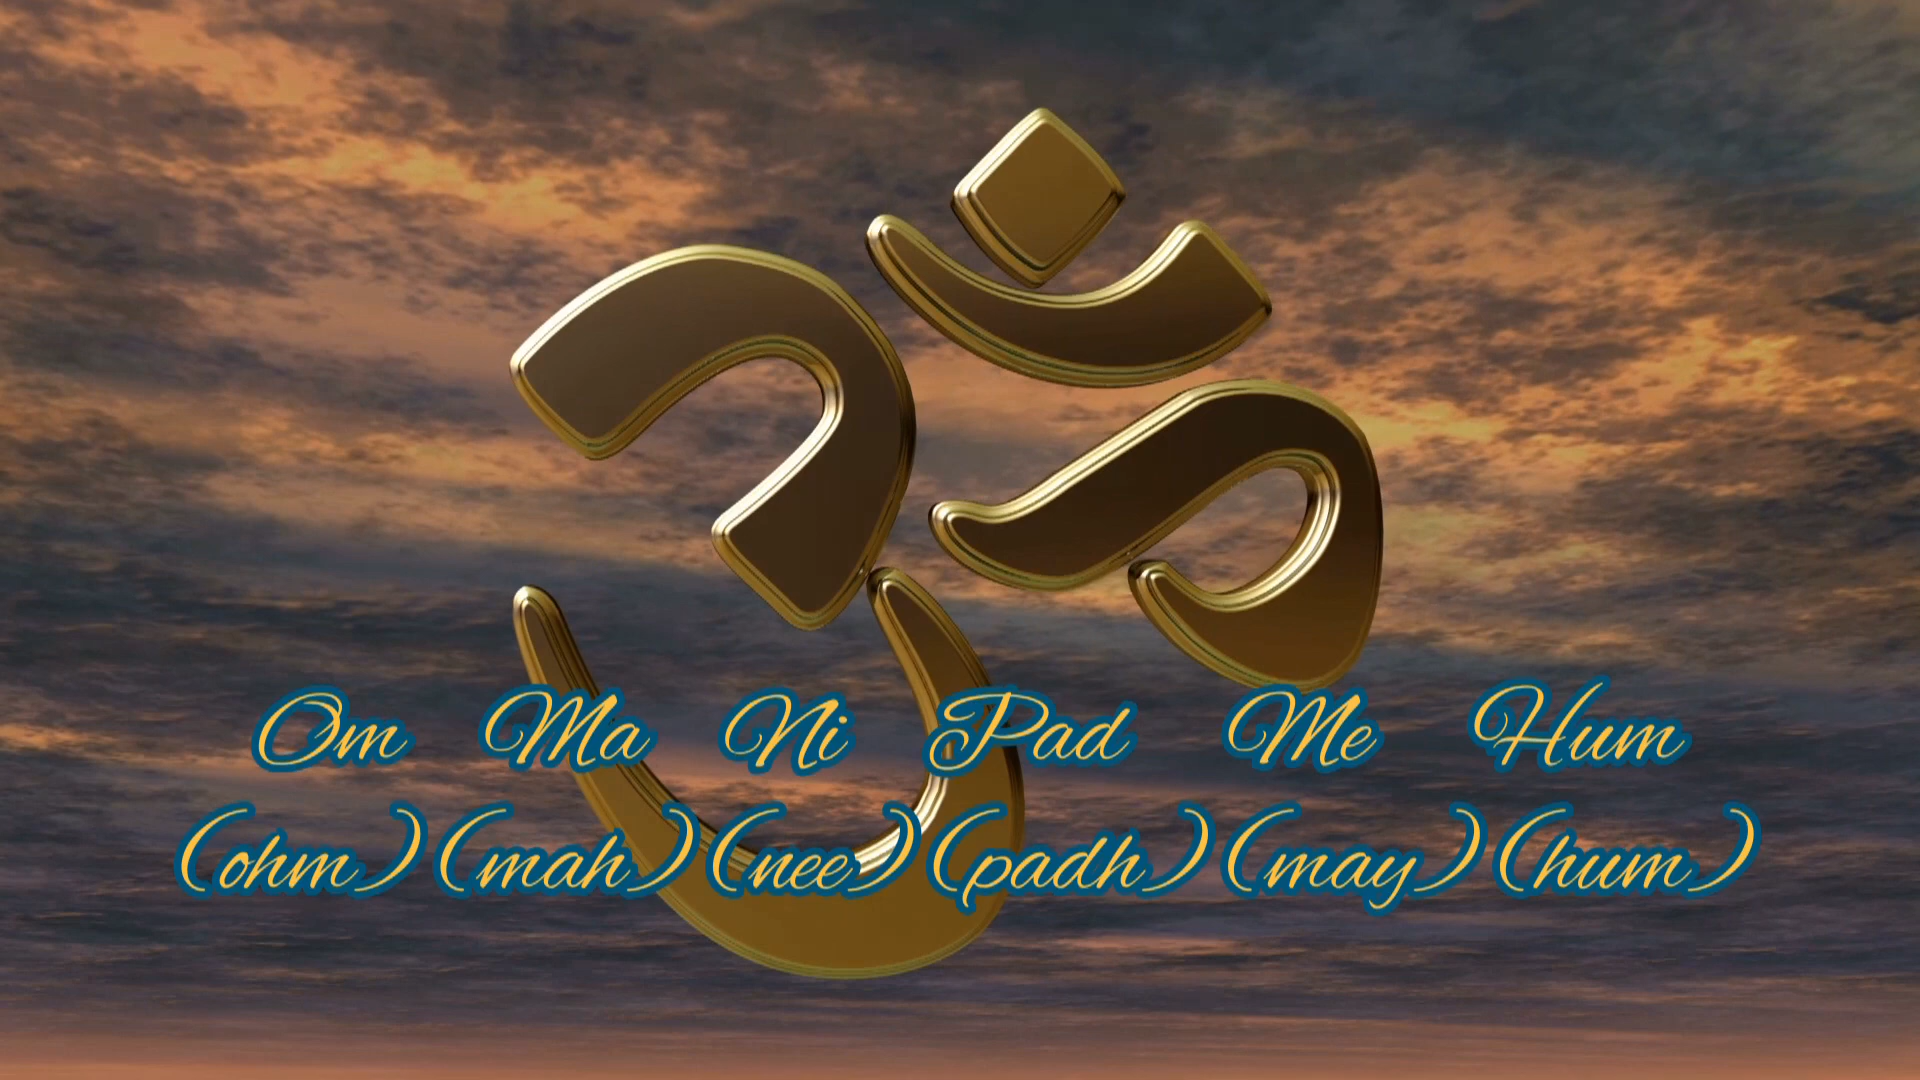 ॐ
Om Ma Ni Pad Me Hum
(ohm) (mah) (nee) (padh) (may) (hum)